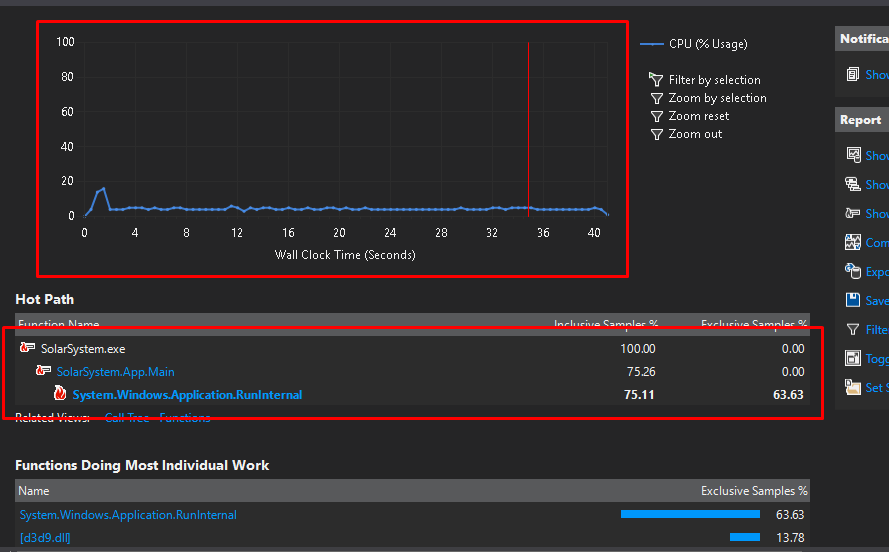 100
CPU (% Usage)
80
Filter by selection
Zoom by selection
60
Zoom reset
Zoom out
40
20
0
0 4 8 12 16 20 24 28 32 36 40
Wall Clock Time (Seconds)
Notifica
Sho
Report
Sho
Sho
Sho
Com
Expo
Save
Filte
Togg
Set S
Hot Path
Function Name Inclusive Samples % Exclusive Samples %
SolarSystem.exe 100.00 0.00
SolarSystem.App.Main 75.26 0.00
System.Windows.Application.RunInternal 75.11 63.63
Related Views: Call Tree Functions
Functions Doing Most Individual Work
Name Exclusive Samples %
System.Windows.Application.RunInternal 63.63
[d3d9.dll] 13.78